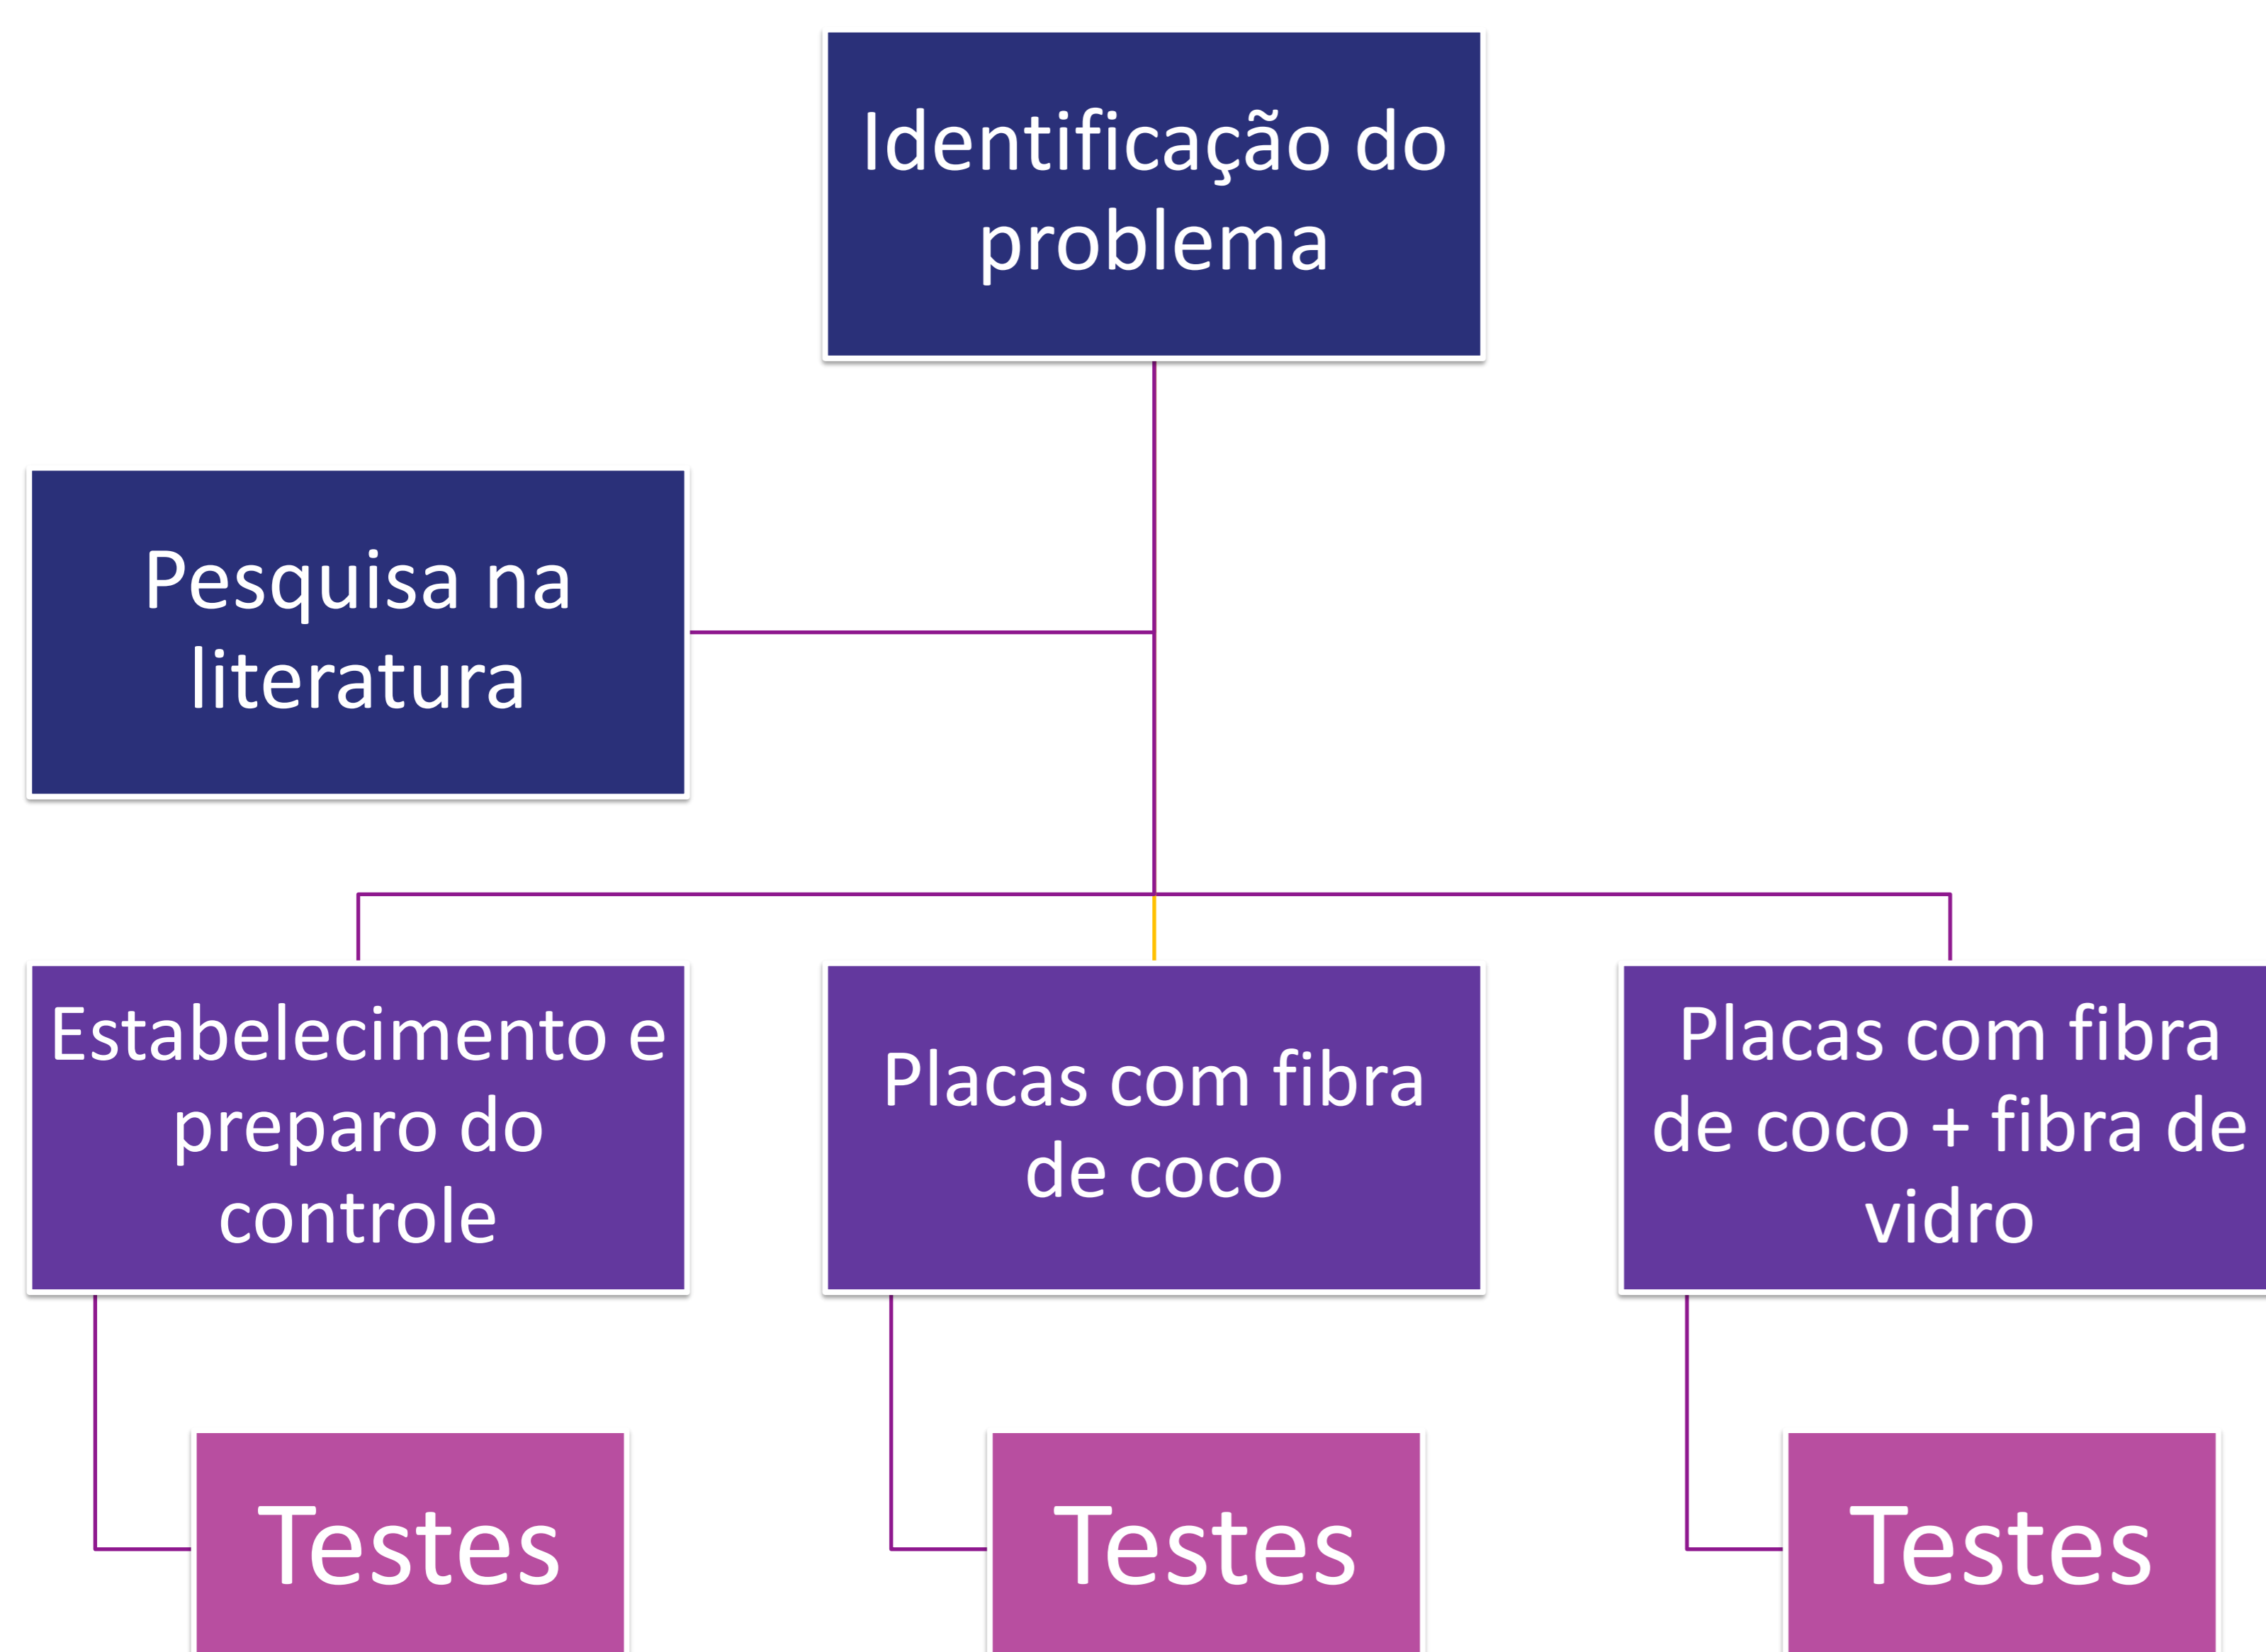 Identificação do
problema
Pesquisa na
literatura
Estabelecimento e
preparo do
controle
Placas com fibra
de coco
Placas com fibra
de coco + fibra de
vidro
Testes
Testes
Testes